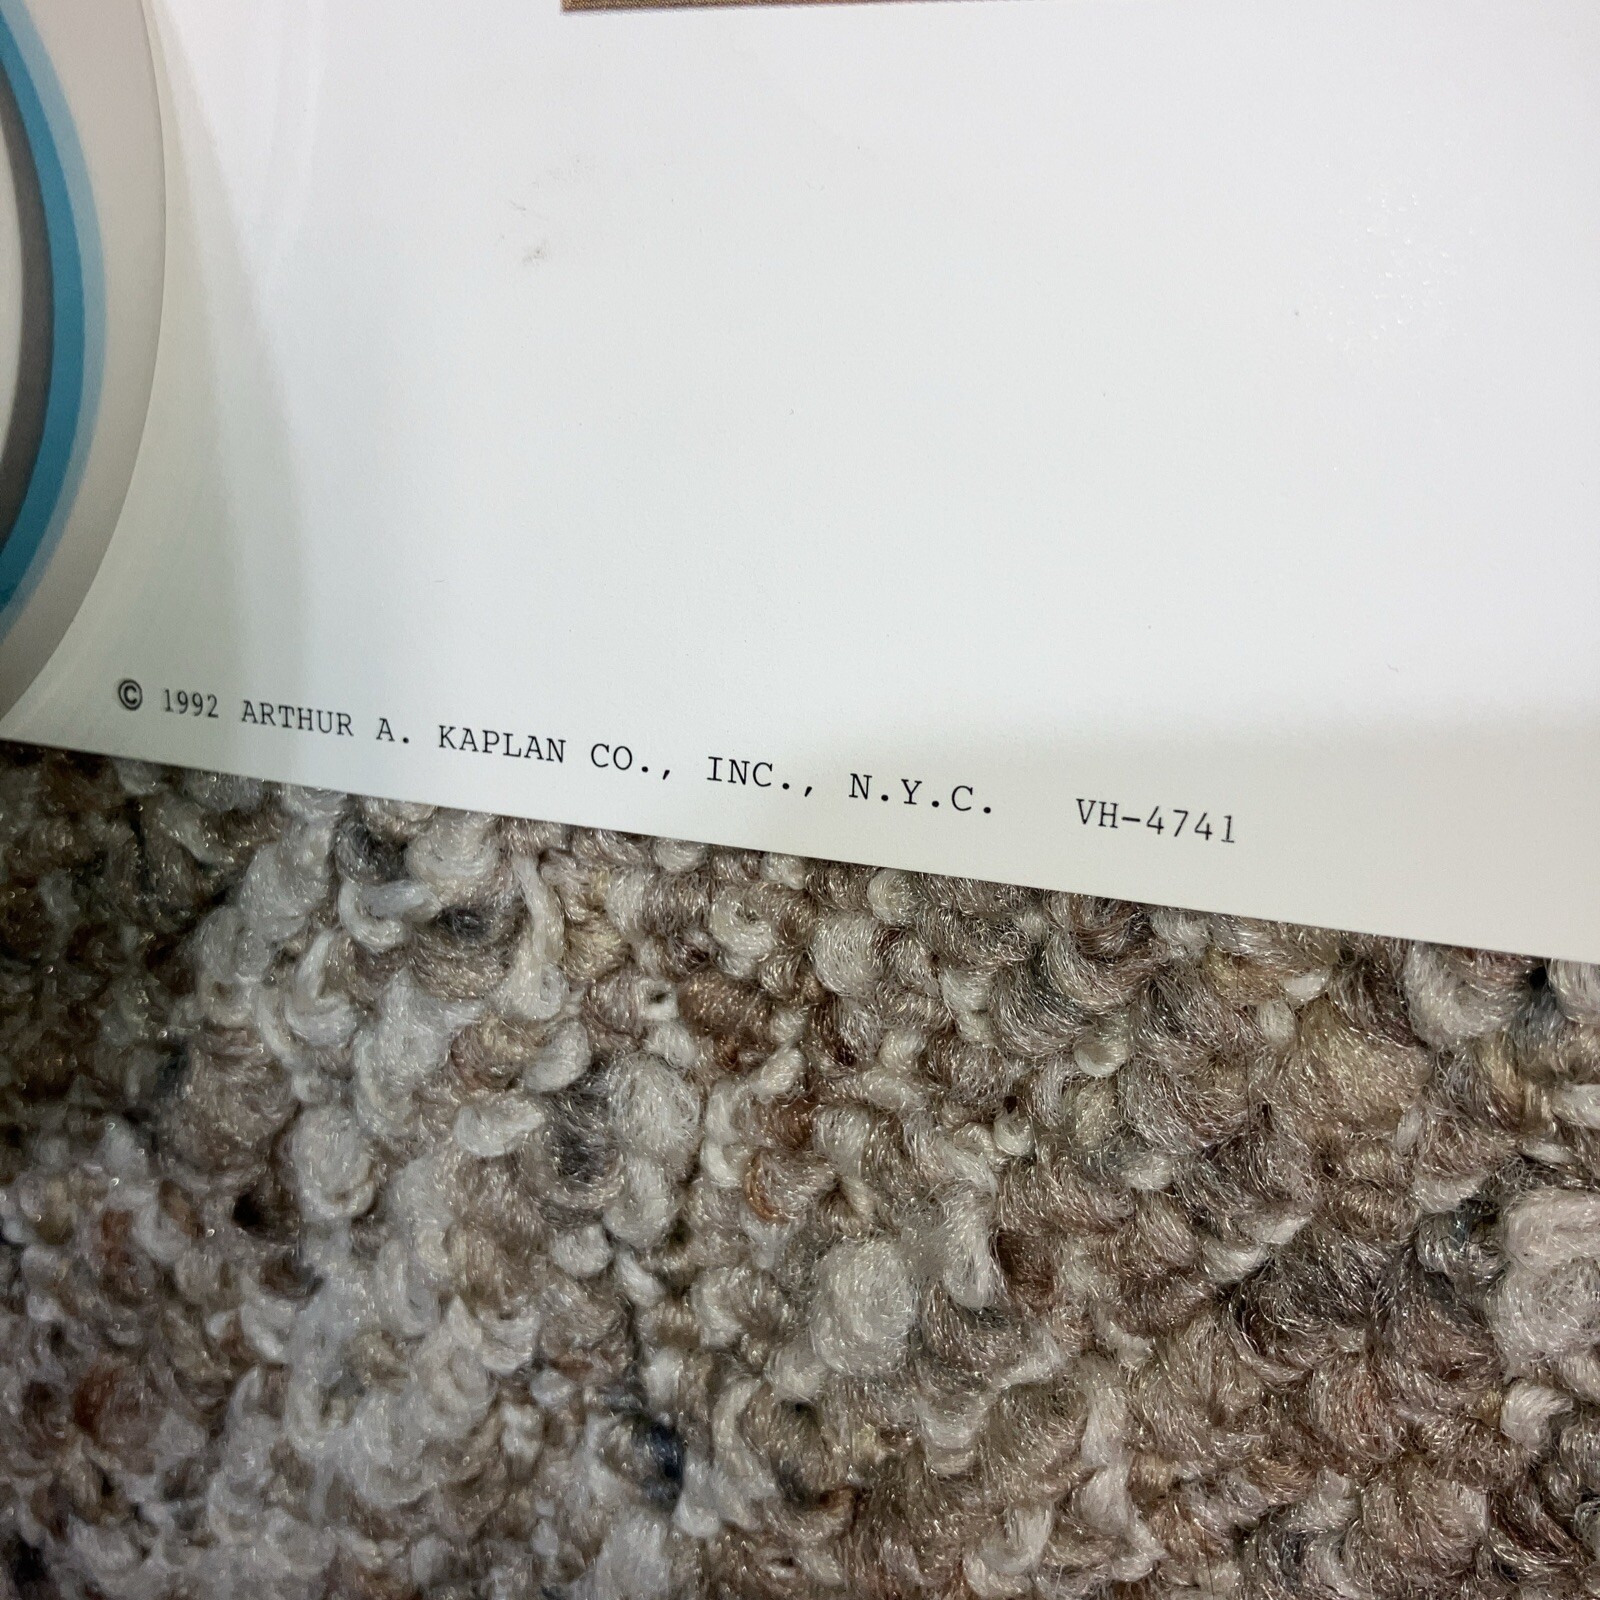 © 1992 ARTHUR A. KAPLAN CO., INC., N.Y.C. VH-4741